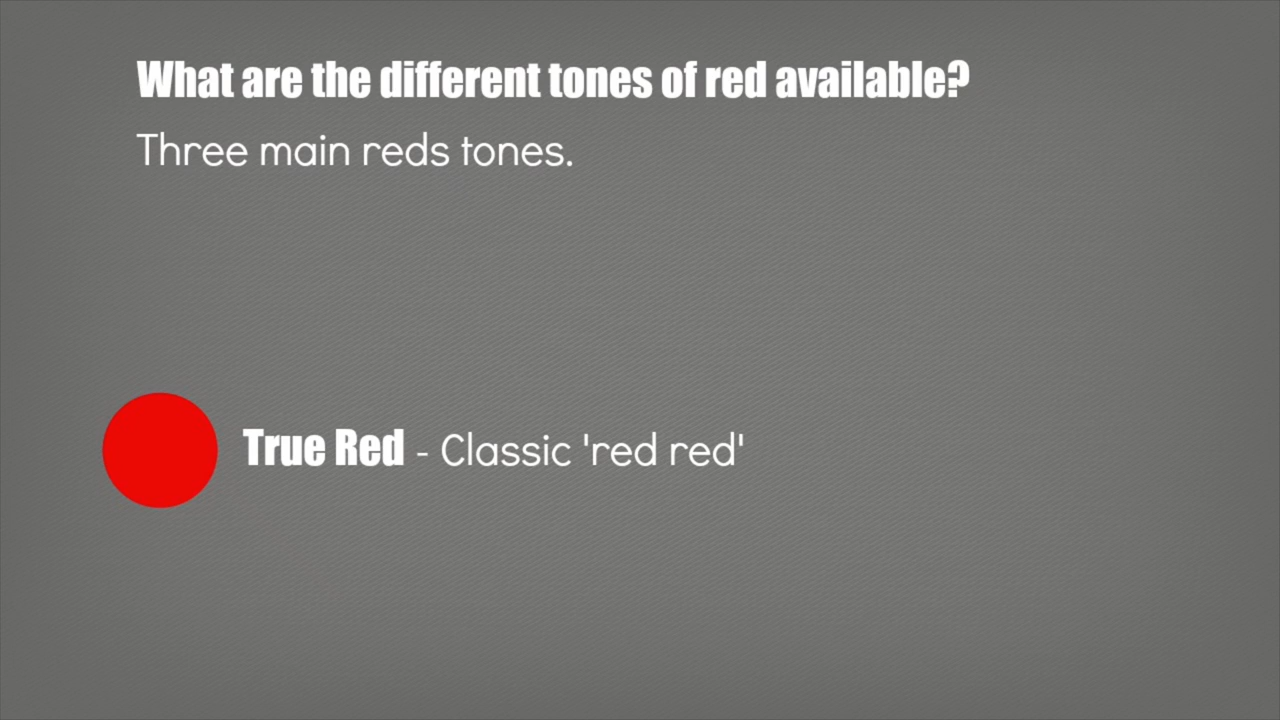 What are the different tones of red available?
Three main reds tones.
True Red - Classic 'red red'